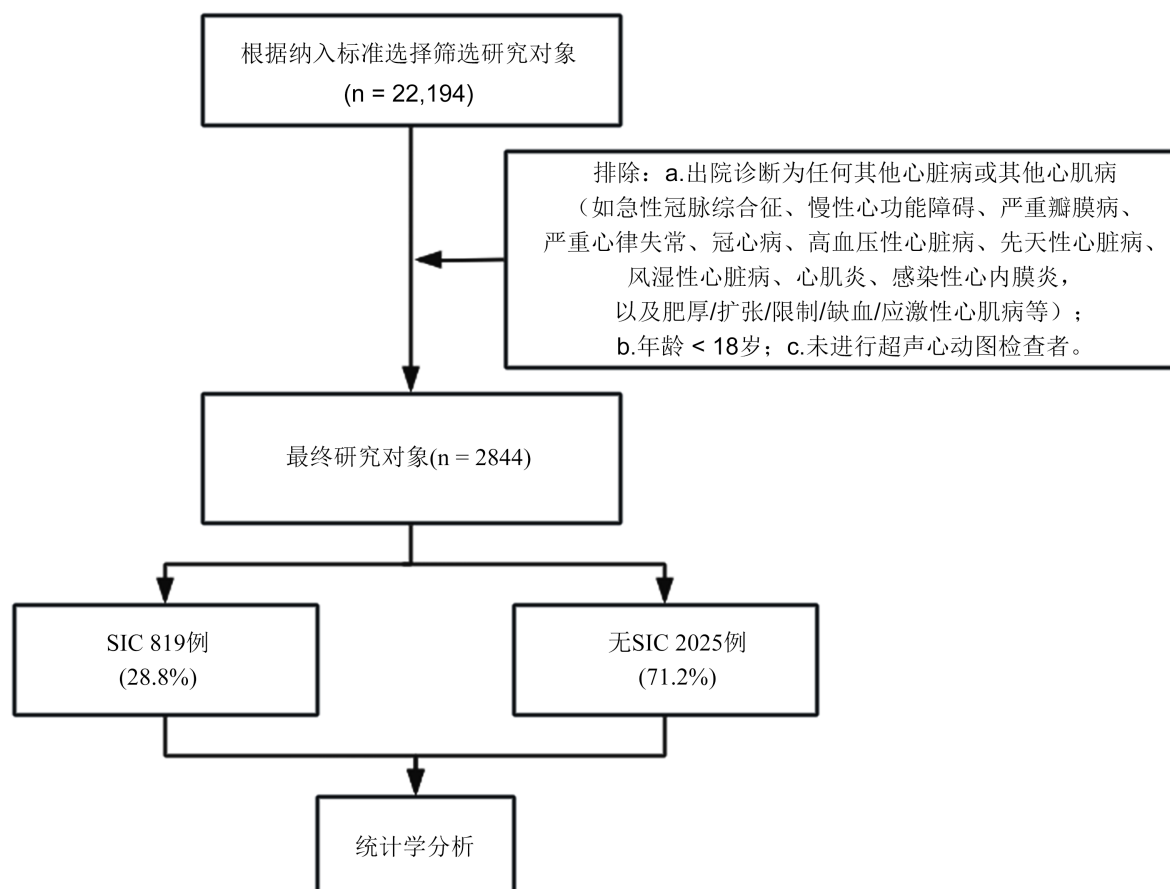 根据纳入标准选择筛选研究对象
(n = 22,194)
排除：a.出院诊断为任何其他心脏病或其他心肌病
（如急性冠脉综合征、慢性心功能障碍、严重瓣膜病、
严重心律失常、冠心病、高血压性心脏病、先天性心脏病、
风湿性心脏病、心肌炎、感染性心内膜炎，
以及肥厚/扩张/限制/缺血/应激性心肌病等）；
b.年龄 < 18岁；c.未进行超声心动图检查者。
最终研究对象(n = 2844)
SIC 819例
(28.8%)
无SIC 2025例
(71.2%)
统计学分析